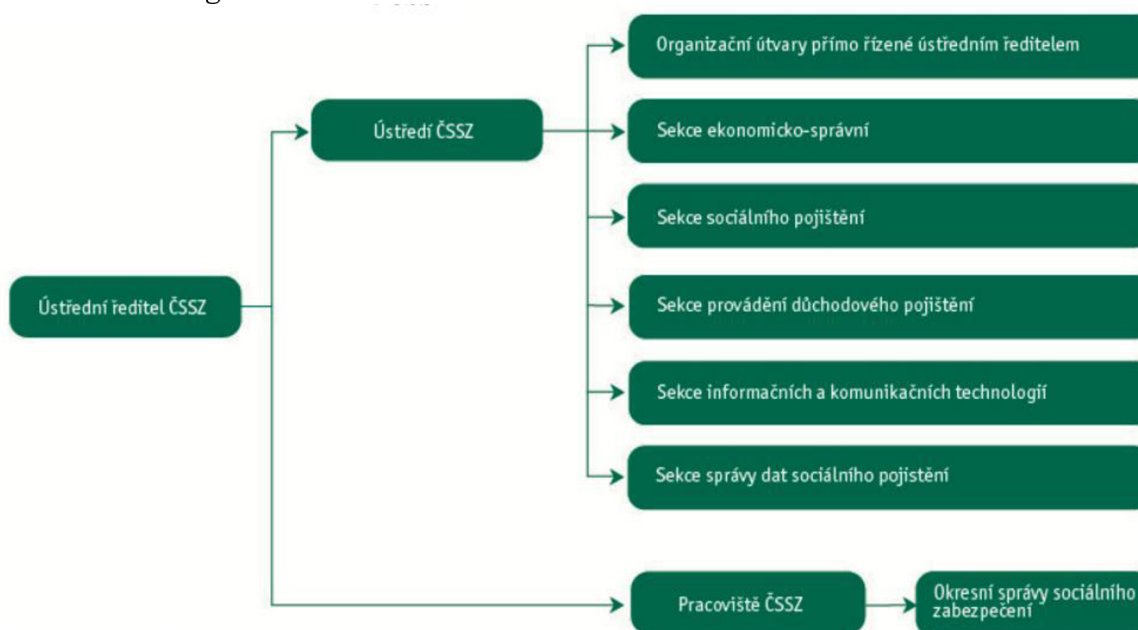 Organizační útvary přímo řízené ústředním ředitelem
Ústředí ČSSZ
Sekce ekonomicko-správní
Sekce sociálního pojištění
Ústřední ředitel ČSSZ
Sekce provádění důchodového pojištění
Sekce informačních a komunikačních technologií
Sekce správy dat sociálního pojistění
Pracoviště ČSSZ
Okresní správy sociálního
zabezpečení